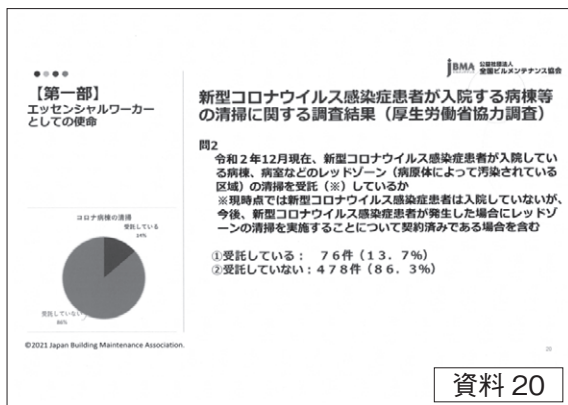 JBMA 公益社団法人
全国ビルメンテナンス協会
【第一部】
エッセンシャルワーカー
としての使命
新型コロナウイルス感染症患者が入院する病棟等
の清掃に関する調査結果（厚生労働省協力調査）
問2
令和２年12月現在、新型コロナウイルス感染症患者が入院してい
る病棟、病室などのレッドゾーン（病原体によって汚染されている
区域）の清掃を受託（※）しているか
※現時点では新型コロナウイルス感染症患者は入院していないが、
今後、新型コロナウイルス感染症患者が発生した場合にレッドゾ
ーンの清掃を実施することについて契約済みである場合を含む
①受託している： ７６件（１３．７％）
②受託していない：４７８件（８６．３％）
コロナ病棟の清掃
受託している
14%
受託していない
86%
©2021 Japan Building Maintenance Association.
20
資料 20